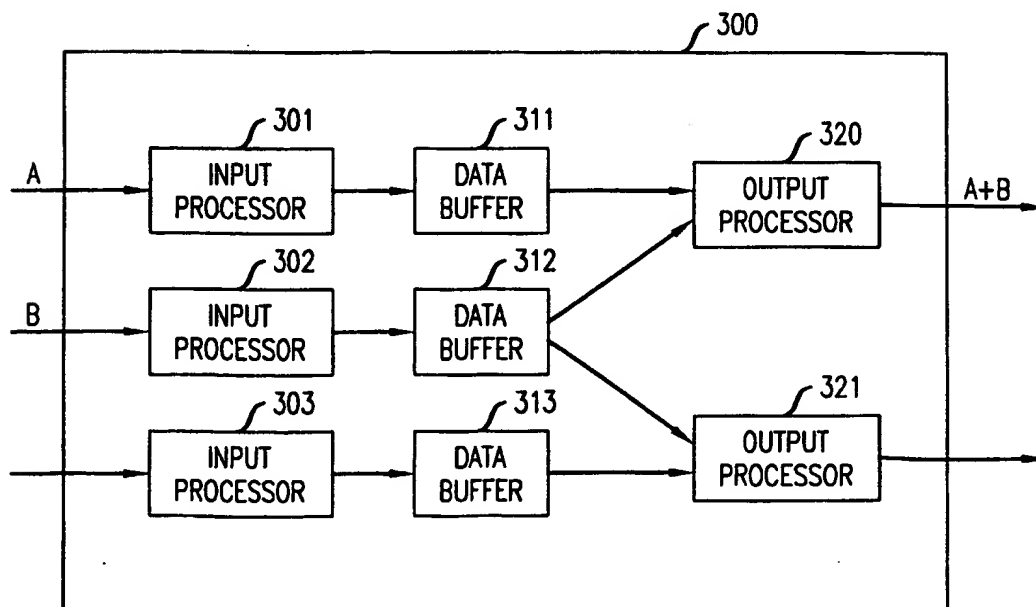 300
301
311
320
A
INPUT
PROCESSOR
DATA
BUFFER
OUTPUT
PROCESSOR
A+B
302
312
B
INPUT
PROCESSOR
DATA
BUFFER
303
313
321
INPUT
PROCESSOR
DATA
BUFFER
OUTPUT
PROCESSOR